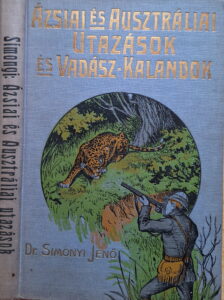 ÁZSIAI ÉS AUSZTRÁLIAI
UTAZÁSOK
ÉS VADÁSZ-KALANDOK
DR SIMONYI JENŐ
Simonyi: Ázsiai és Ausztráliai utazások